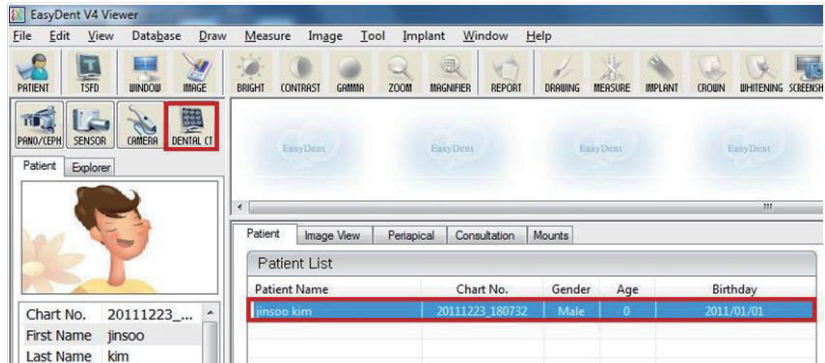 EasyDent V4 Viewer
File Edit View Database Draw Measure Image Tool Implant Window Help
PATIENT TSFD WINDOW IMAGE BRIGHT CONTRAST GAMMA ZOOM MAGNIFIER REPORT DRAWING MEASURE IMPLANT CROWN WHITENING SCREENSH
PANO/CEPH SENSOR CAMERA DENTAL CT
EasyDent EasyDent EasyDent EasyDent
Patient Explorer
Patient Image View Periapical Consultation Mounts
Patient List
Patient Name Chart No. Gender Age Birthday
jinsoo kim 20111223_180732 Male 0 2011/01/01
Chart No. 20111223_...
First Name jinsoo
Last Name kim